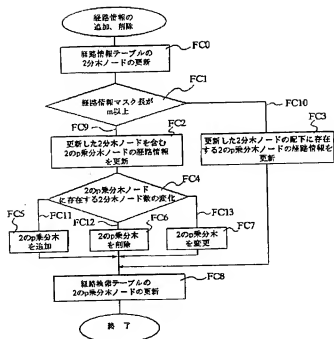 経路情報の
追加、削除
FC0
経路情報テーブルの
2分木ノードの更新
FC1
経路情報マスク長が
m以上
FC10
FC9
FC2
FC3
更新した2分木ノードを含む
2のp乗分木ノードの経路情報
を更新
更新した2分木ノードの配下に存在
する2のp乗分木ノードの経路情報を
更新
FC4
2のp乗分木ノード
に存在する2分木ノード数の変化
FC5
FC11
FC12
FC6
FC13
FC7
2のp乗分木
を追加
2のp乗分木
を削除
2のp乗分木
を変更
FC8
経路検索テーブルの
2のp乗分木ノードの更新
終 了